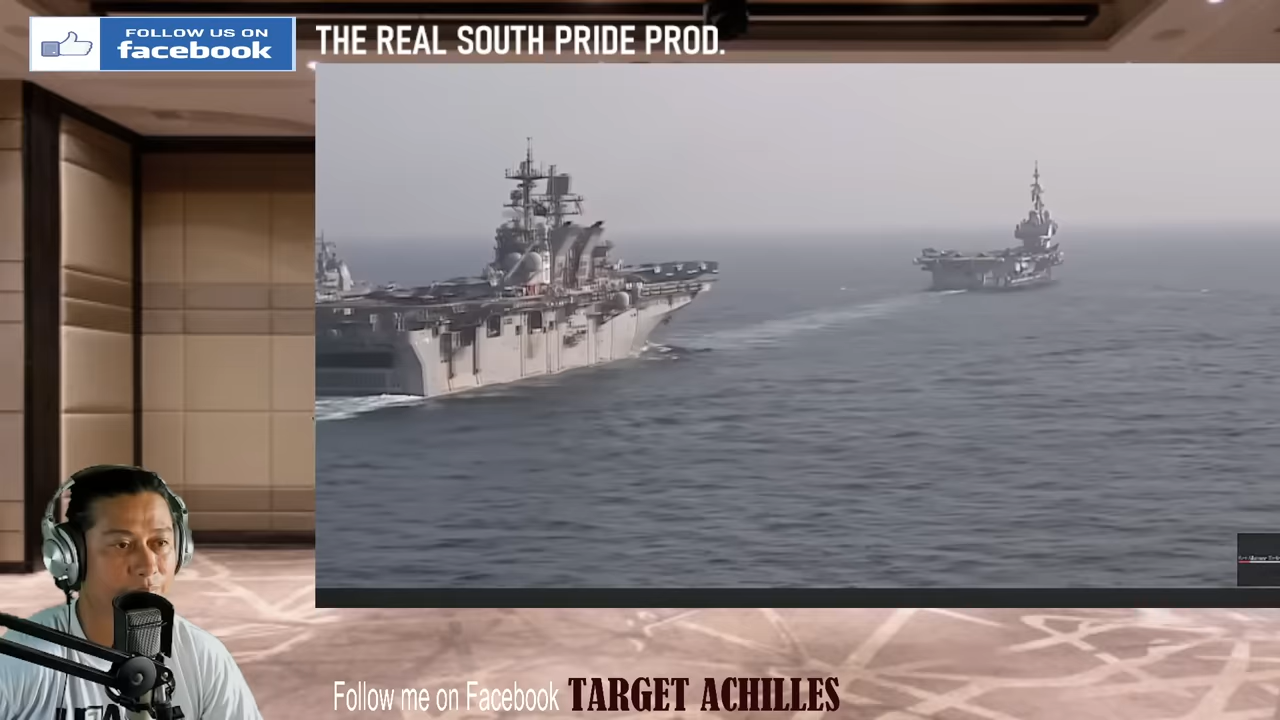 FOLLOW US ON
facebook
THE REAL SOUTH PRIDE PROD.
Follow me on Facebook TARGET ACHILLES